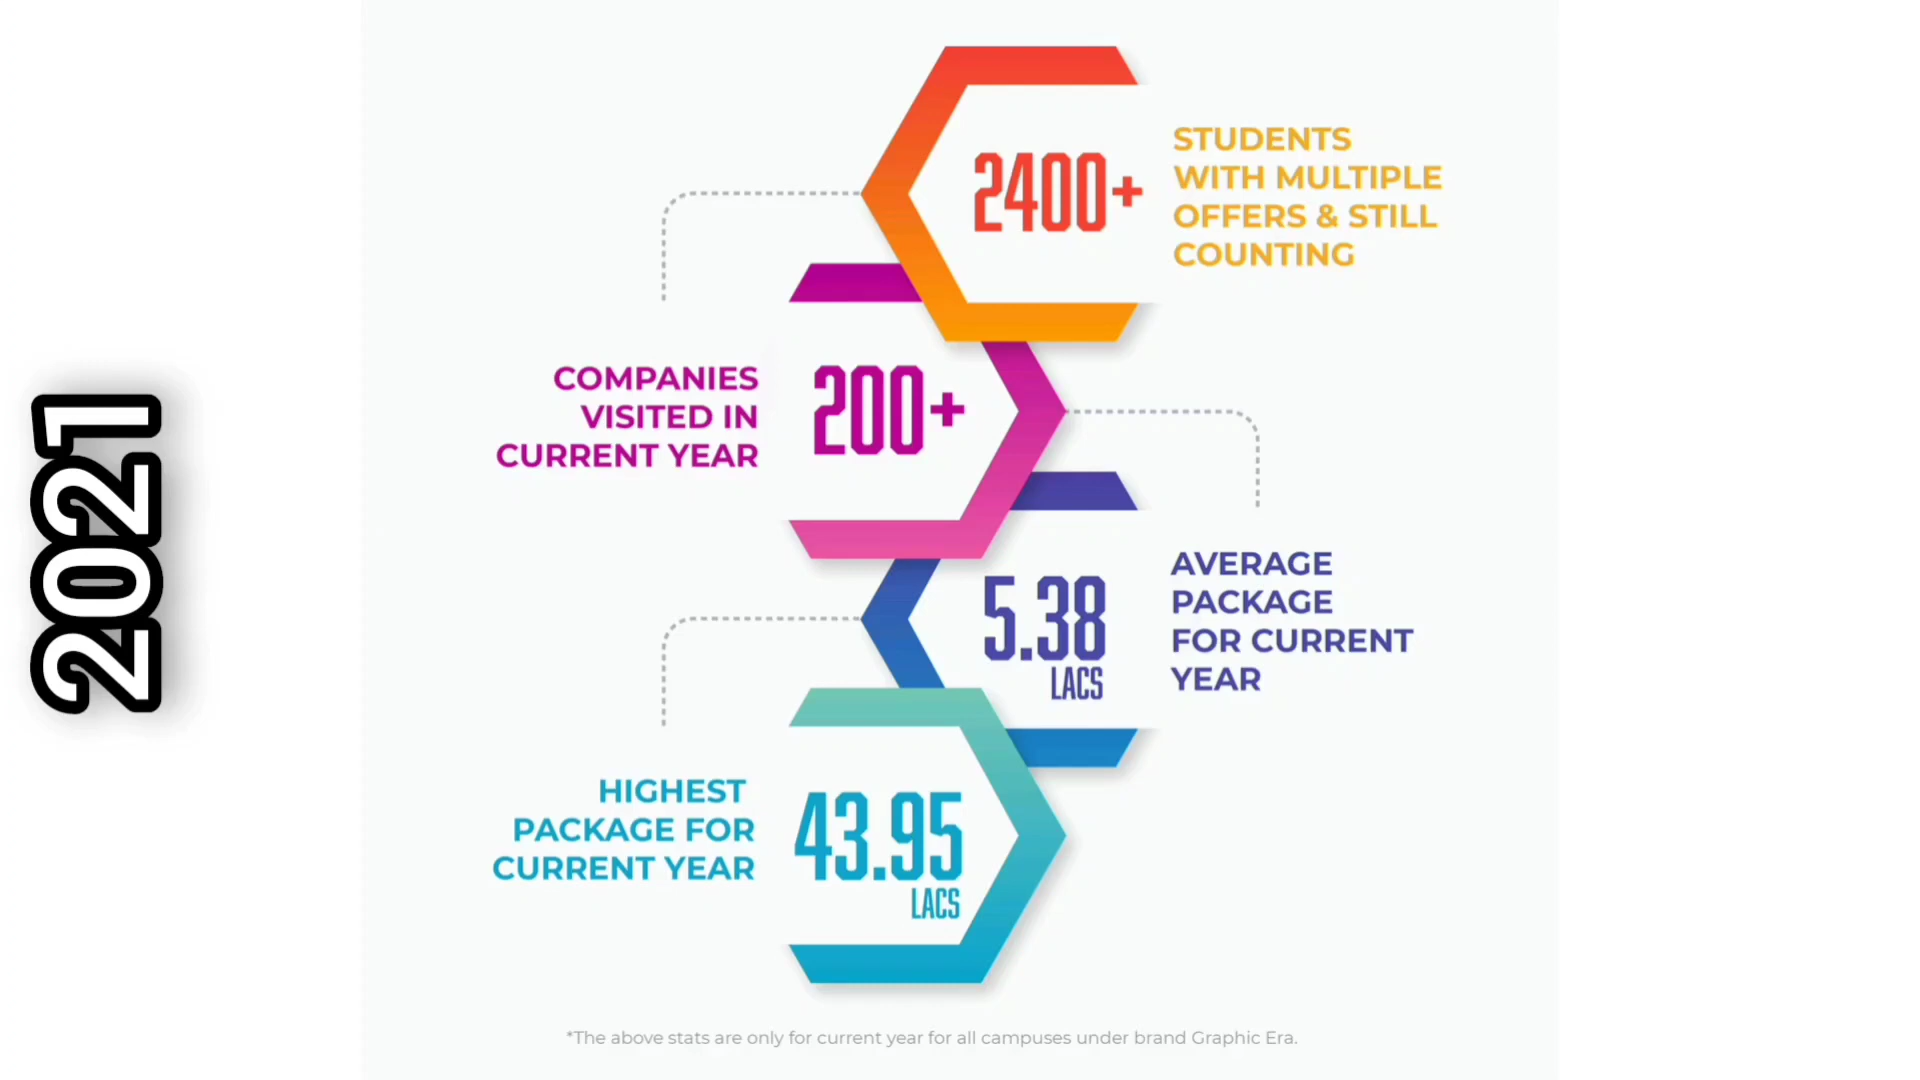 2021
2400+
STUDENTS
WITH MULTIPLE
OFFERS & STILL
COUNTING
COMPANIES
VISITED IN
CURRENT YEAR
200+
5.38
LACS
AVERAGE
PACKAGE
FOR CURRENT
YEAR
HIGHEST
PACKAGE FOR
CURRENT YEAR
43.95
LACS
*The above stats are only for current year for all campuses under brand Graphic Era.